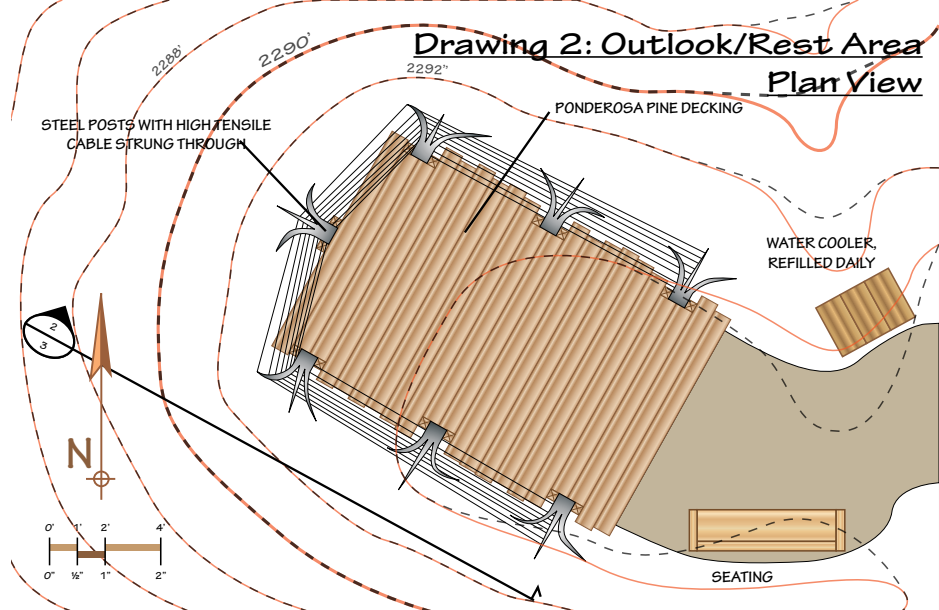 Drawing 2: Outlook/Rest Area
Plan View
2288'
2290'
2292"
PONDEROSA PINE DECKING
STEEL POSTS WITH HIGH TENSILE
CABLE STRUNG THROUGH
WATER COOLER,
REFILLED DAILY
2
3
N
0' 1' 2' 4'
0" ½" 1" 2"
SEATING